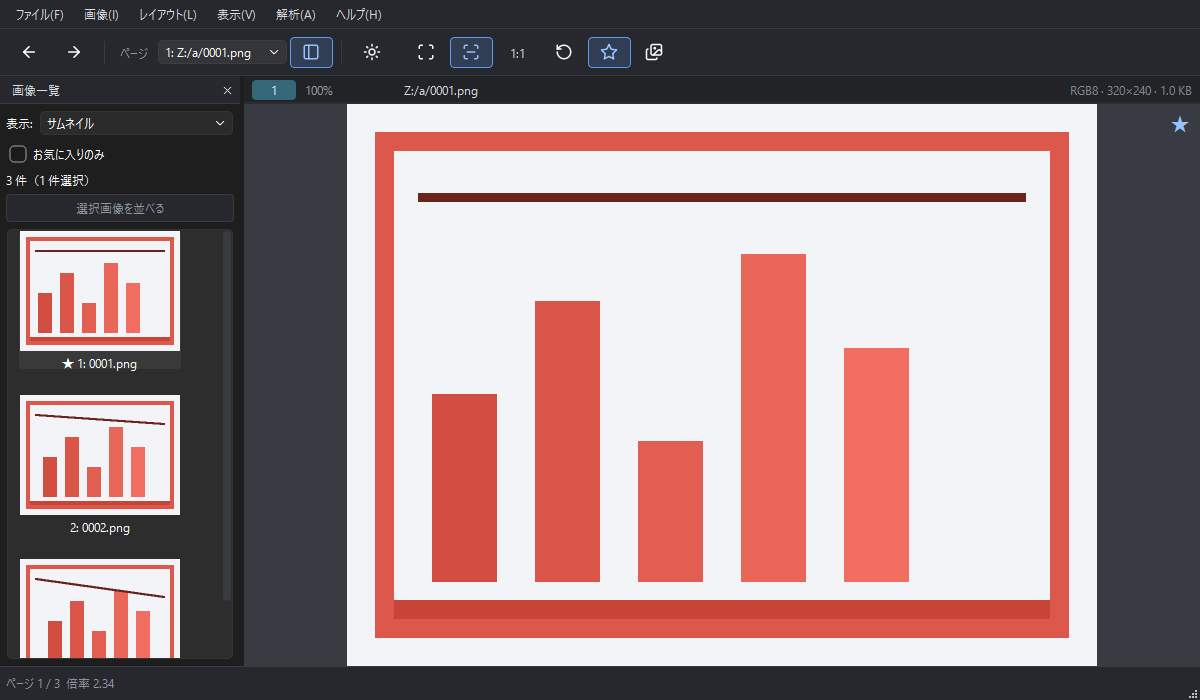 ファイル(F) 画像(I) レイアウト(L) 表示(V) 解析(A) ヘルプ(H)
ページ 1: Z:/a/0001.png 1:1
画像一覧
1 100% Z:/a/0001.png RGB8 · 320×240 · 1.0 KB
表示: サムネイル
お気に入りのみ
3 件（1 件選択）
選択画像を並べる
★ 1: 0001.png
2: 0002.png
ページ 1 / 3 倍率 2.34